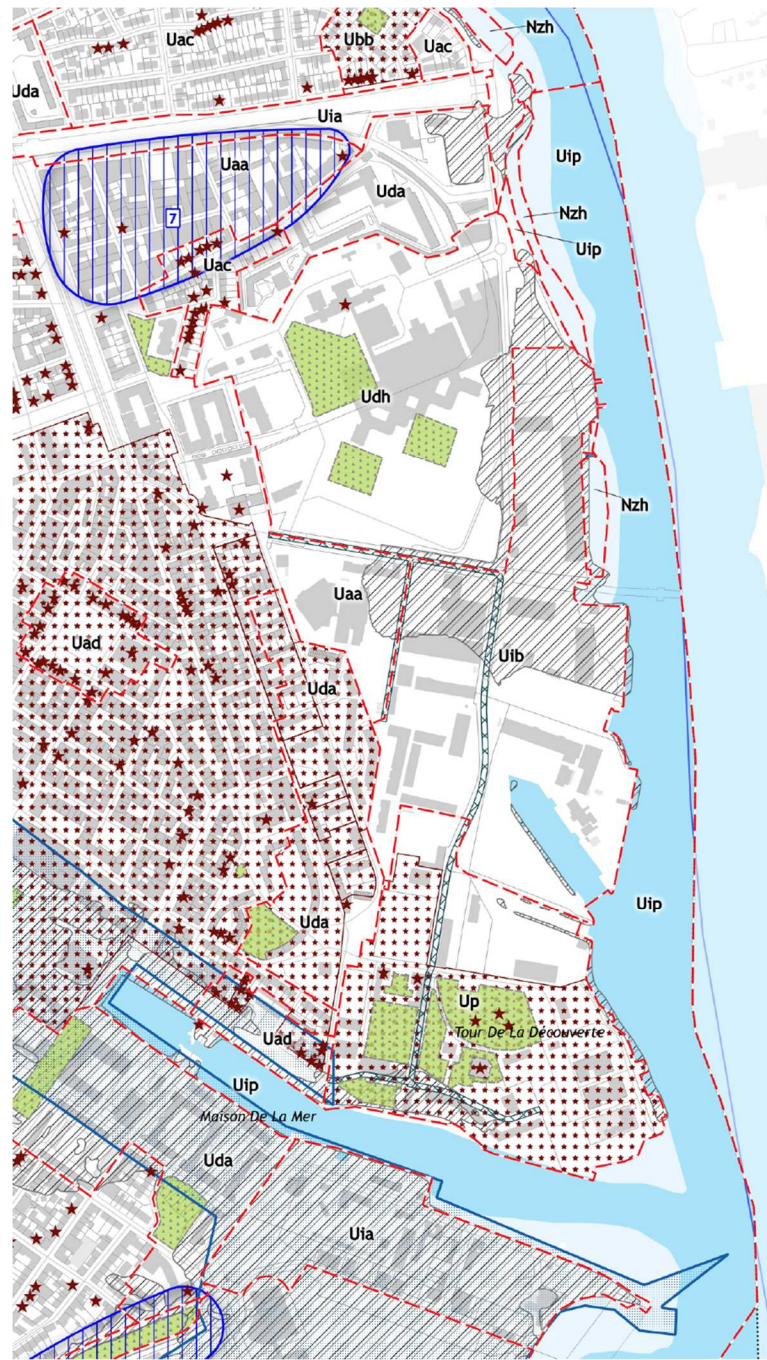 Nzh
Uac
Ubb
Uac
Uda
Uia
Uip
Uaa
Uda
7
Nzh
Uip
Uac
Udh
Nzh
Uaa
Uib
Uad
Uda
Uip
Uda
Up
Tour De La Découverte
Uad
Uip
Maison De La Mer
Uda
Uia